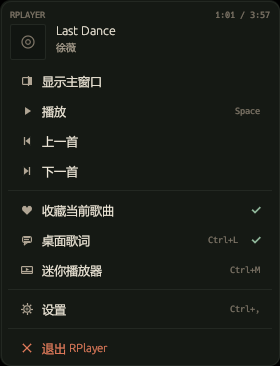 RPLAYER 1:01 / 3:57
Last Dance
徐薇
显示主窗口
播放 Space
上一首
下一首
收藏当前歌曲
桌面歌词 Ctrl+L
迷你播放器 Ctrl+M
设置 Ctrl+,
退出 RPlayer